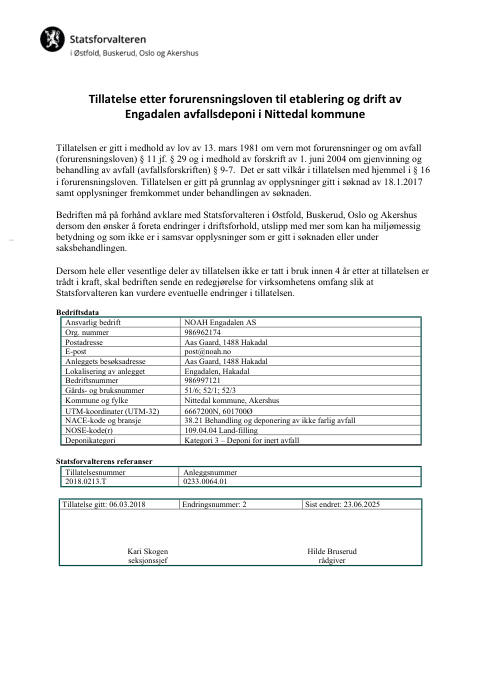 Statsforvalteren
i Østfold, Buskerud, Oslo og Akershus
Tillatelse etter forurensningsloven til etablering og drift av
Engadalen avfallsdeponi i Nittedal kommune
Tillatelsen er gitt i medhold av lov av 13. mars 1981 om vern mot forurensninger og om avfall
(forurensningsloven) § 11 jf. § 29 og i medhold av forskrift av 1. juni 2004 om gjenvinning og
behandling av avfall (avfallsforskriften) § 9-7. Det er satt vilkår i tillatelsen med hjemmel i § 16
i forurensningsloven. Tillatelsen er gitt på grunnlag av opplysninger gitt i søknad av 18.1.2017
samt opplysninger fremkommet under behandlingen av søknaden.
Bedriften må på forhånd avklare med Statsforvalteren i Østfold, Buskerud, Oslo og Akershus
dersom den ønsker å foreta endringer i driftsforhold, utslipp med mer som kan ha miljømessig
betydning og som ikke er i samsvar opplysninger som er gitt i søknaden eller under
saksbehandlingen.
Dersom hele eller vesentlige deler av tillatelsen ikke er tatt i bruk innen 4 år etter at tillatelsen er
trådt i kraft, skal bedriften sende en redegjørelse for virksomhetens omfang slik at
Statsforvalteren kan vurdere eventuelle endringer i tillatelsen.
Bedriftsdata
Ansvarlig bedrift NOAH Engadalen AS
Org. nummer 986962174
Postadresse Aas Gaard, 1488 Hakadal
E-post post@noah.no
Anleggets besøksadresse Aas Gaard, 1488 Hakadal
Lokalisering av anlegget Engadalen, Hakadal
Bedriftsnummer 986997121
Gårds- og bruksnummer 51/6; 52/1; 52/3
Kommune og fylke Nittedal kommune, Akershus
UTM-koordinater (UTM-32) 6667200N, 601700Ø
NACE-kode og bransje 38.21 Behandling og deponering av ikke farlig avfall
NOSE-kode(r) 109.04.04 Land-filling
Deponikategori Kategori 3 – Deponi for inert avfall
Statsforvalterens referanser
Tillatelsesnummer Anleggsnummer
2018.0213.T 0233.0064.01
Tillatelse gitt: 06.03.2018 Endringsnummer: 2 Sist endret: 23.06.2025
Kari Skogen Hilde Bruserud
seksjonssjef rådgiver